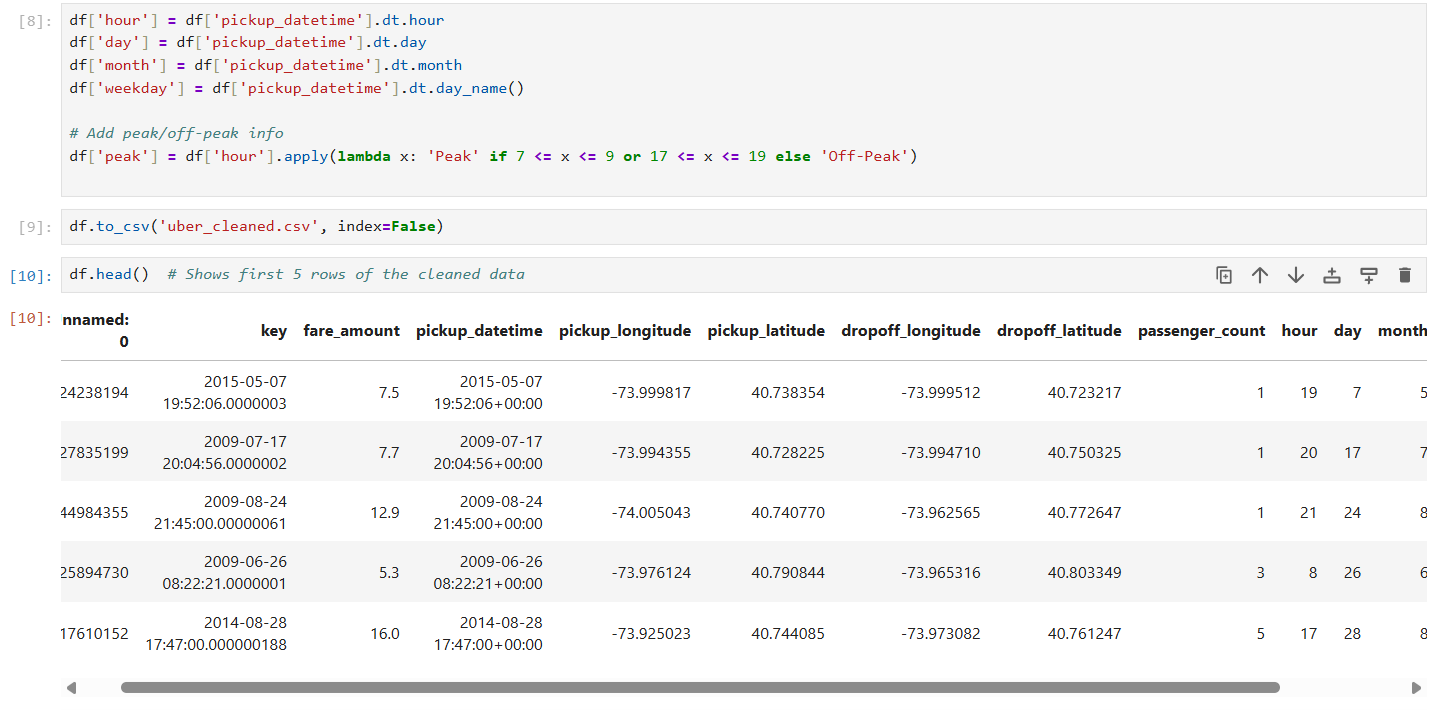 [8]: df['hour'] = df['pickup_datetime'].dt.hour
df['day'] = df['pickup_datetime'].dt.day
df['month'] = df['pickup_datetime'].dt.month
df['weekday'] = df['pickup_datetime'].dt.day_name()
# Add peak/off-peak info
df['peak'] = df['hour'].apply(lambda x: 'Peak' if 7 <= x <= 9 or 17 <= x <= 19 else 'Off-Peak')
[9]: df.to_csv('uber_cleaned.csv', index=False)
[10]: df.head()  # Shows first 5 rows of the cleaned data
[10]: nnamed: 0 key fare_amount pickup_datetime pickup_longitude pickup_latitude dropoff_longitude dropoff_latitude passenger_count hour day month
24238194 2015-05-07 19:52:06.0000003 7.5 2015-05-07 19:52:06+00:00 -73.999817 40.738354 -73.999512 40.723217 1 19 7 5
27835199 2009-07-17 20:04:56.0000002 7.7 2009-07-17 20:04:56+00:00 -73.994355 40.728225 -73.994710 40.750325 1 20 17 7
44984355 2009-08-24 21:45:00.00000061 12.9 2009-08-24 21:45:00+00:00 -74.005043 40.740770 -73.962565 40.772647 1 21 24 8
25894730 2009-06-26 08:22:21.0000001 5.3 2009-06-26 08:22:21+00:00 -73.976124 40.790844 -73.965316 40.803349 3 8 26 6
17610152 2014-08-28 17:47:00.000000188 16.0 2014-08-28 17:47:00+00:00 -73.925023 40.744085 -73.973082 40.761247 5 17 28 8